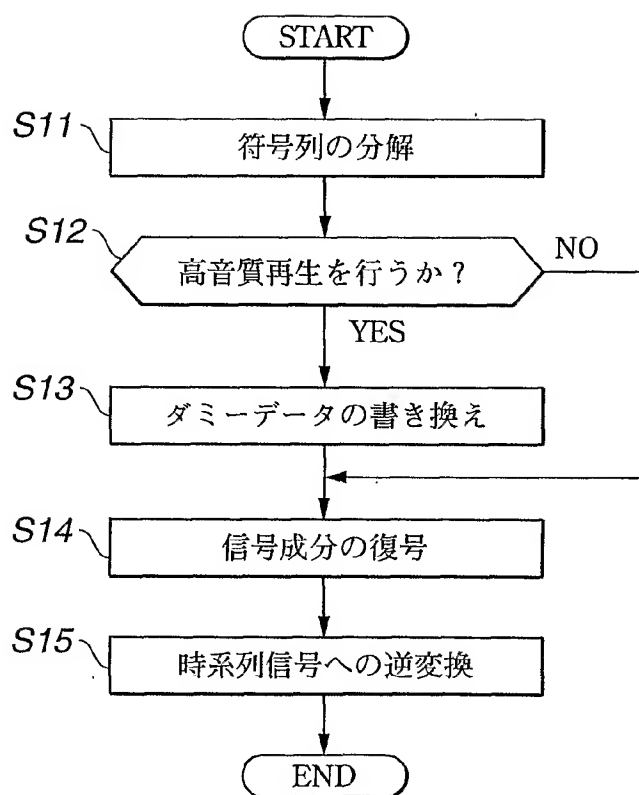 START
S11
符号列の分解
S12
高音質再生を行うか?
NO
YES
S13
ダミーデータの書き換え
S14
信号成分の復号
S15
時系列信号への逆変換
END